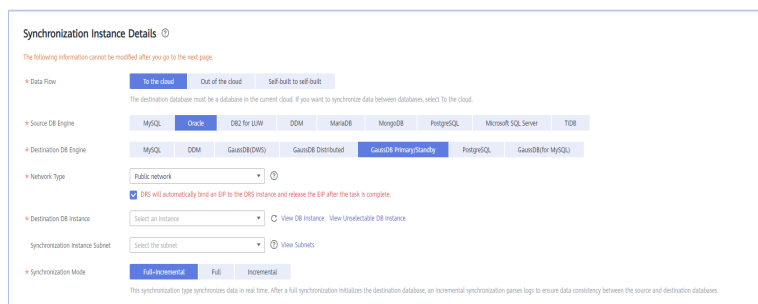 Synchronization Instance Details ?
The following information cannot be modified after you go to the next page.
* Data Flow To the cloud Out of the cloud Self-built to self-built
The destination database must be a database in the current cloud. If you want to synchronize data between databases, select To the cloud.
* Source DB Engine MySQL Oracle DB2 for LUW DDM MariaDB MongoDB PostgreSQL Microsoft SQL Server TiDB
* Destination DB Engine MySQL DDM GaussDB(DWS) GaussDB Distributed GaussDB Primary/Standby PostgreSQL GaussDB(for MySQL)
* Network Type Public network ?
DRS will automatically bind an EIP to the DRS instance and release the EIP after the task is complete.
* Destination DB Instance Select an instance View DB Instance View Unselectable DB Instance
Synchronization Instance Subnet Select the subnet ? View Subnets
* Synchronization Mode Full+Incremental Full Incremental
This synchronization type synchronizes data in real time. After a full synchronization initializes the destination database, an incremental synchronization parses logs to ensure data consistency between the source and destination databases.